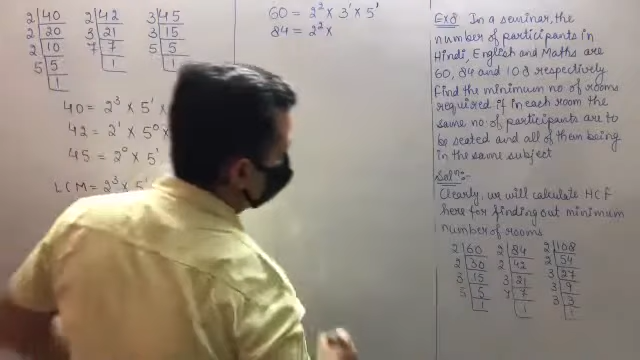 2 | 40
2 | 20
2 | 10
5 | 5
1
2 | 42
3 | 21
7 | 7
1
3 | 45
3 | 15
5 | 5
1
40 = 2³ × 5¹
42 = 2¹ × 5⁰ ×
45 = 2⁰ × 5¹
LCM = 2³ × 5¹
60 = 2² × 3¹ × 5¹
84 = 2² ×
Ex 8 In a seminar, the
number of participants in
Hindi, English and Maths are
60, 84 and 108 respectively
Find the minimum no. of rooms
required if in each room the
same no. of participants are to
be seated and all of them being
in the same subject
Solⁿ:-
Clearly, we will calculate HCF
here for finding out minimum
number of rooms
2 | 60
2 | 30
3 | 15
5 | 5
1
2 | 84
2 | 42
3 | 21
7 | 7
1
2 | 108
2 | 54
3 | 27
3 | 9
3 | 3
1